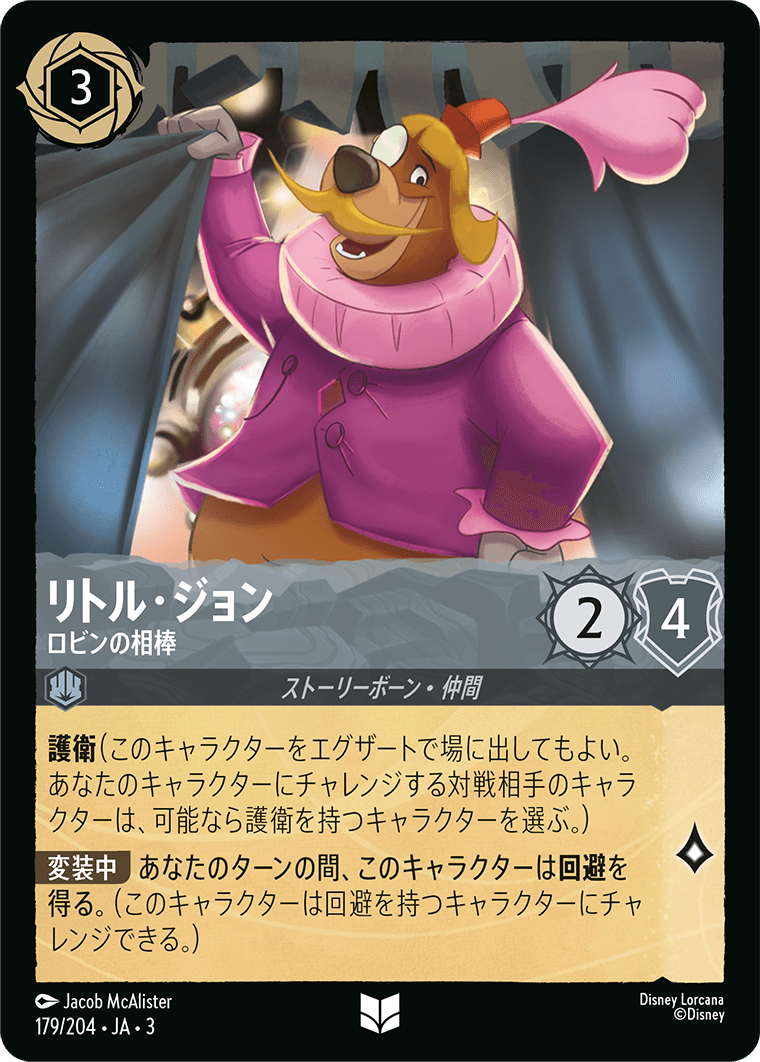 3
リトル・ジョン
ロビンの相棒
2
4
ストーリーボーン・仲間
護衛(このキャラクターをエグザートで場に出してもよい。
あなたのキャラクターにチャレンジする対戦相手のキャラ
クターは、可能なら護衛を持つキャラクターを選ぶ。)
変装中 あなたのターンの間、このキャラクターは回避を
得る。(このキャラクターは回避を持つキャラクターにチャ
レンジできる。)
Jacob McAlister
179/204・JA・3
Disney Lorcana
©Disney